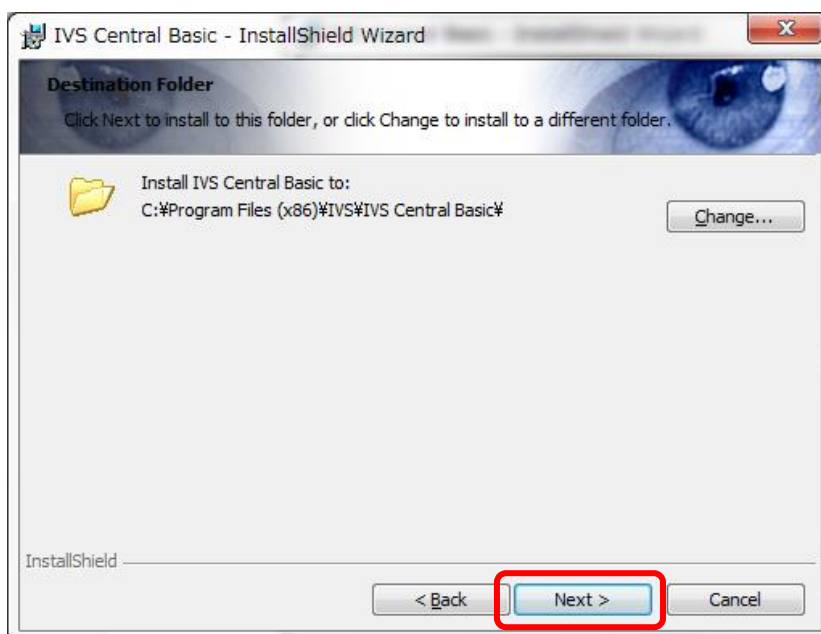 IVS Central Basic - InstallShield Wizard
Destination Folder
Click Next to install to this folder, or click Change to install to a different folder.
Install IVS Central Basic to:
C:¥Program Files (x86)¥IVS¥IVS Central Basic¥
Change...
InstallShield
< Back
Next >
Cancel